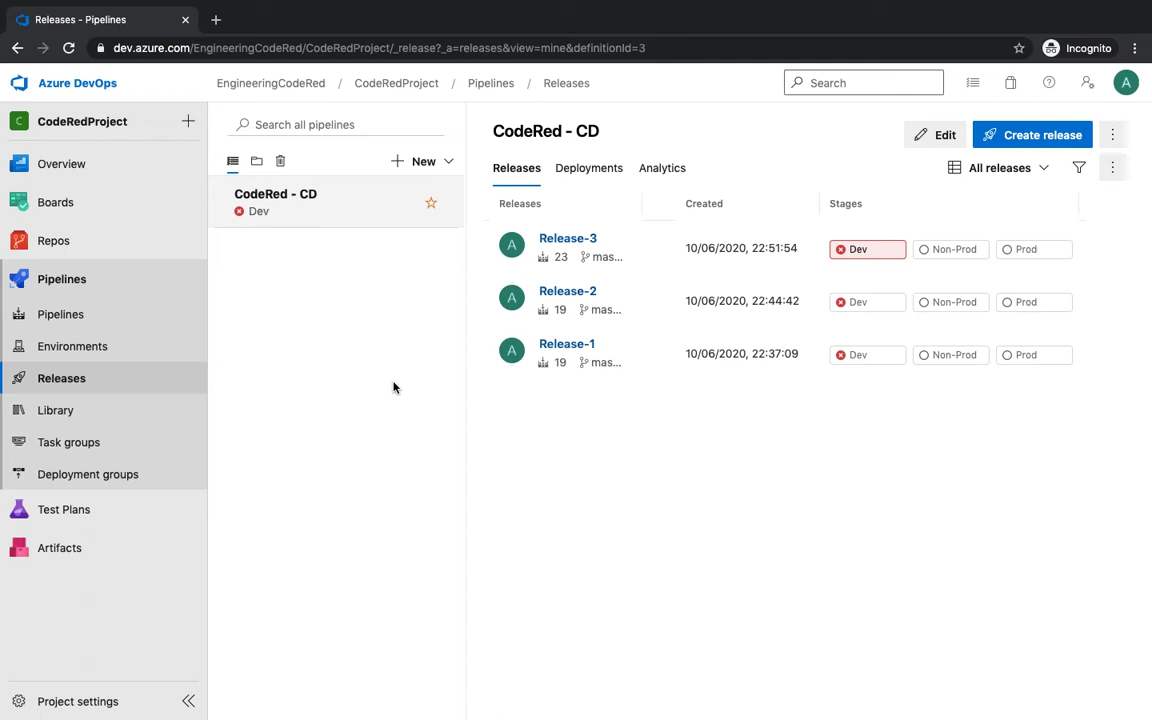 Releases - Pipelines
dev.azure.com/EngineeringCodeRed/CodeRedProject/_release?_a=releases&view=mine&definitionId=3
Incognito
Azure DevOps
EngineeringCodeRed / CodeRedProject / Pipelines / Releases
Search
A
C CodeRedProject
Overview
Boards
Repos
Pipelines
Pipelines
Environments
Releases
Library
Task groups
Deployment groups
Test Plans
Artifacts
Project settings
Search all pipelines
New
CodeRed - CD
Dev
CodeRed - CD
Edit
Create release
Releases Deployments Analytics
All releases
Releases Created Stages
A Release-3 10/06/2020, 22:51:54 Dev Non-Prod Prod
23 mas...
A Release-2 10/06/2020, 22:44:42 Dev Non-Prod Prod
19 mas...
A Release-1 10/06/2020, 22:37:09 Dev Non-Prod Prod
19 mas...